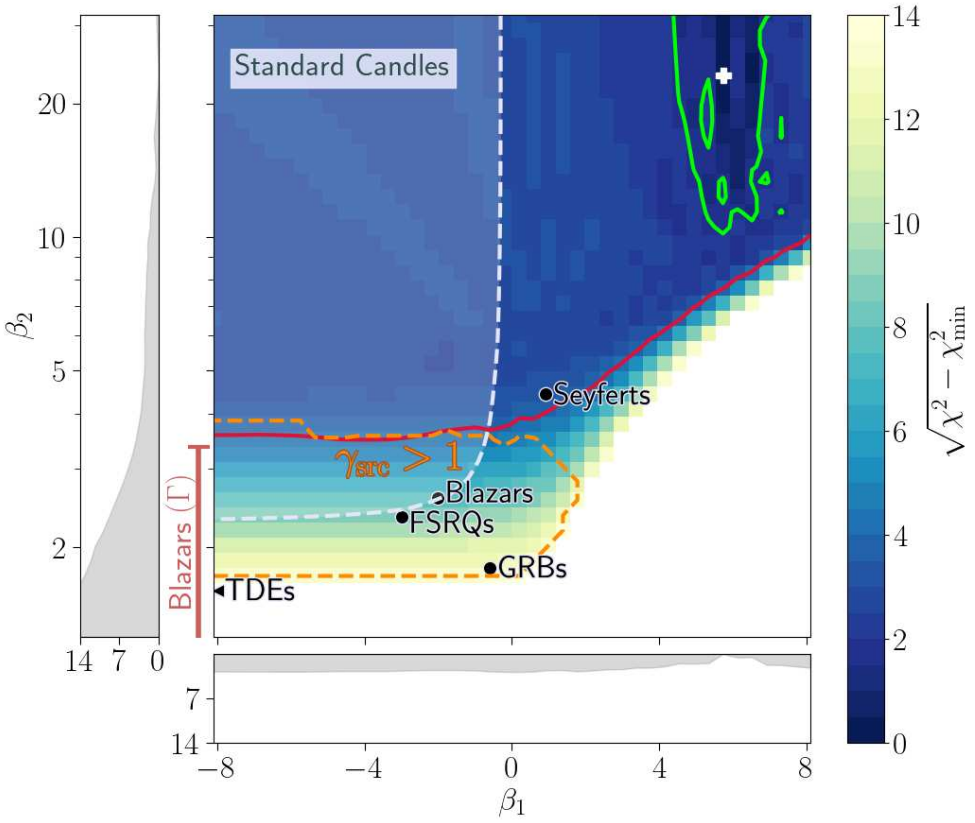 Standard Candles
20
10
5
2
β₂
Blazars (Γ)
Seyferts
γsrc > 1
Blazars
FSRQs
GRBs
TDEs
14 7 0
7
14
−8 −4 0 4 8
β₁
14
12
10
8
6
4
2
0
√χ² − χ²min